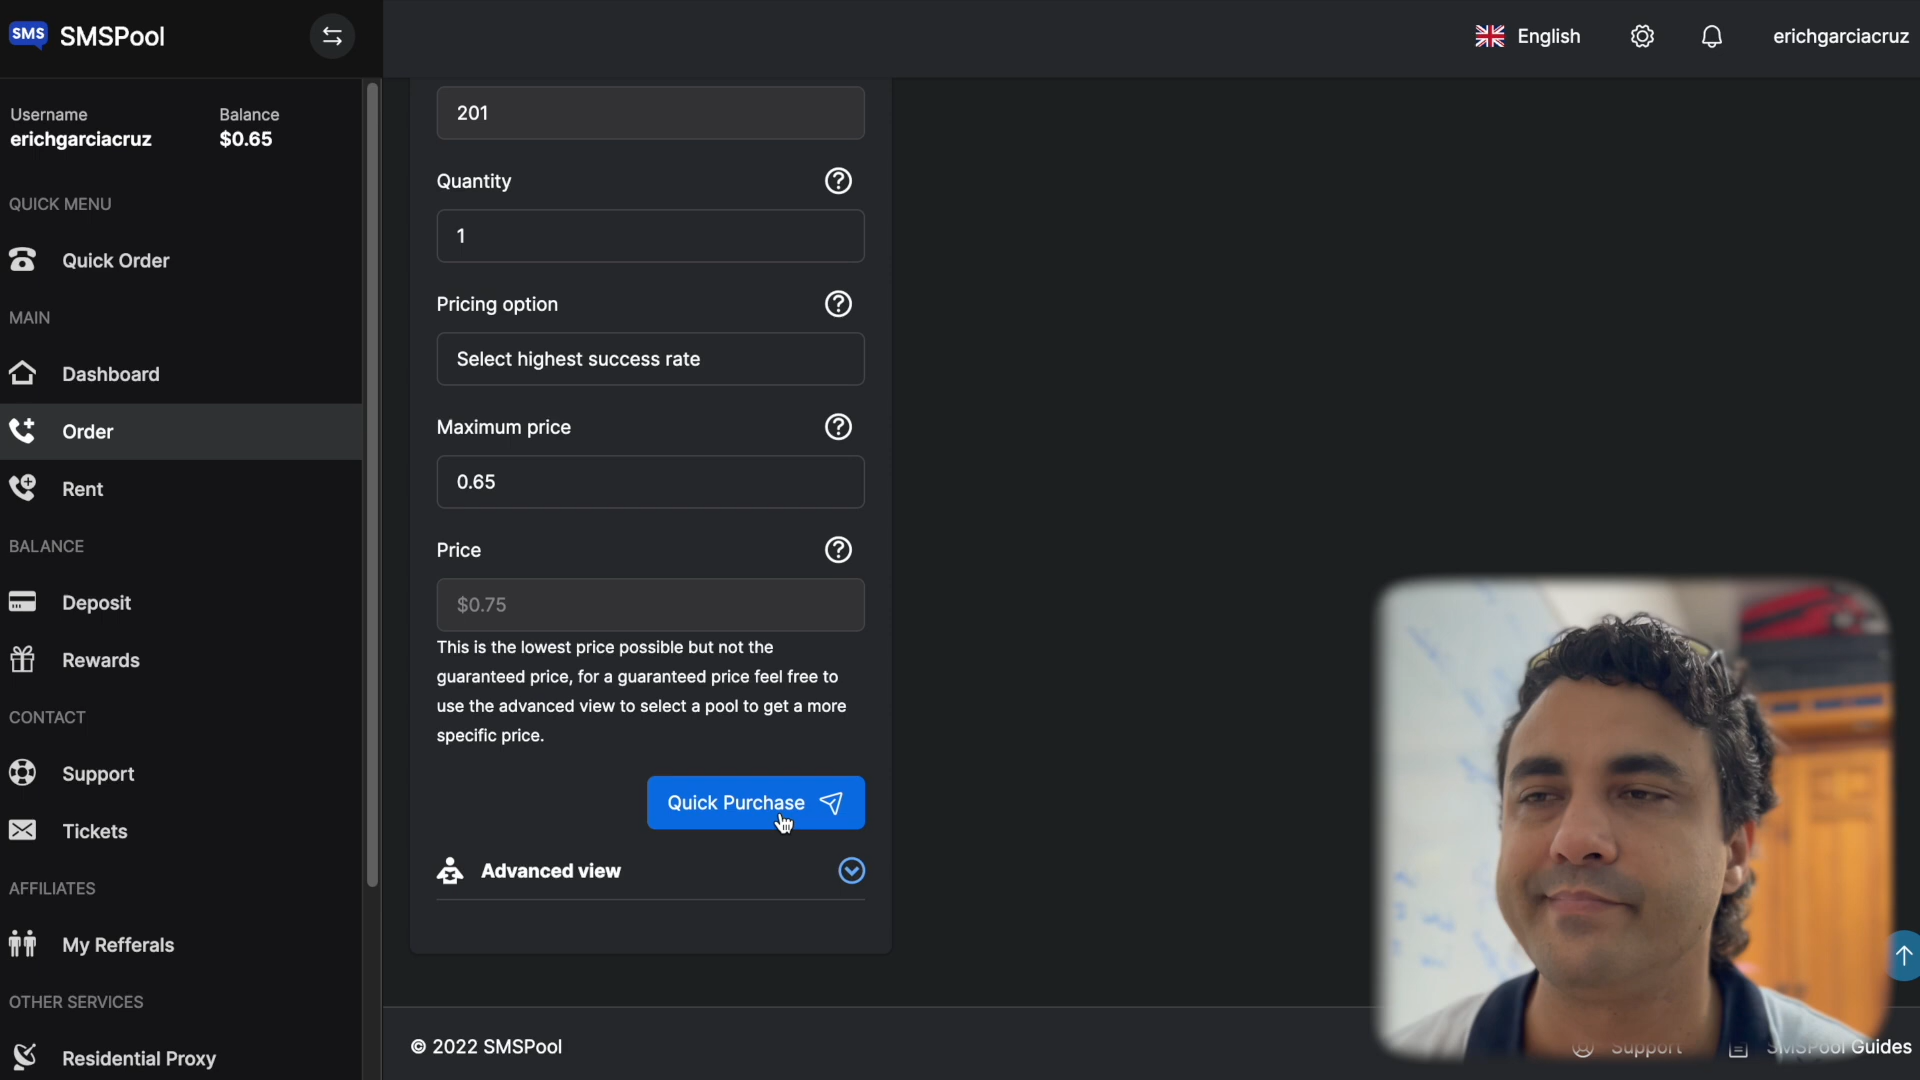 SMS SMSPool
English
erichgarciacruz
Username
erichgarciacruz
Balance
$0.65
QUICK MENU
Quick Order
MAIN
Dashboard
Order
Rent
BALANCE
Deposit
Rewards
CONTACT
Support
Tickets
AFFILIATES
My Refferals
OTHER SERVICES
Residential Proxy
201
Quantity
1
Pricing option
Select highest success rate
Maximum price
0.65
Price
$0.75
This is the lowest price possible but not the
guaranteed price, for a guaranteed price feel free to
use the advanced view to select a pool to get a more
specific price.
Quick Purchase
Advanced view
© 2022 SMSPool
Support
SMSPool Guides